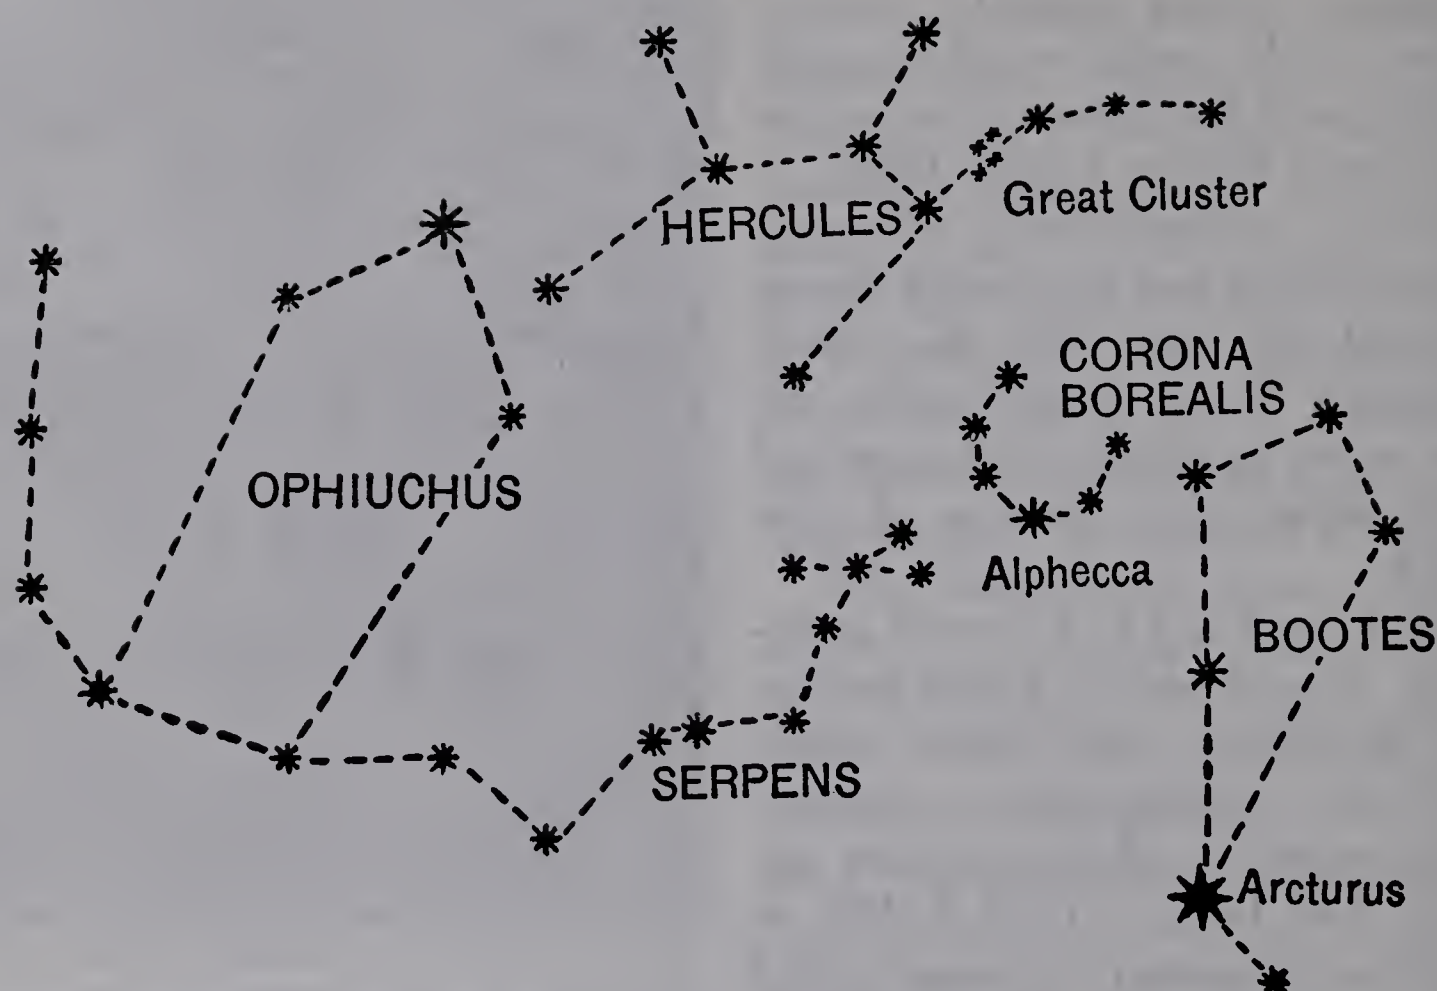 HERCULES
Great Cluster
CORONA
BOREALIS
OPHIUCHUS
Alphecca
BOOTES
SERPENS
Arcturus